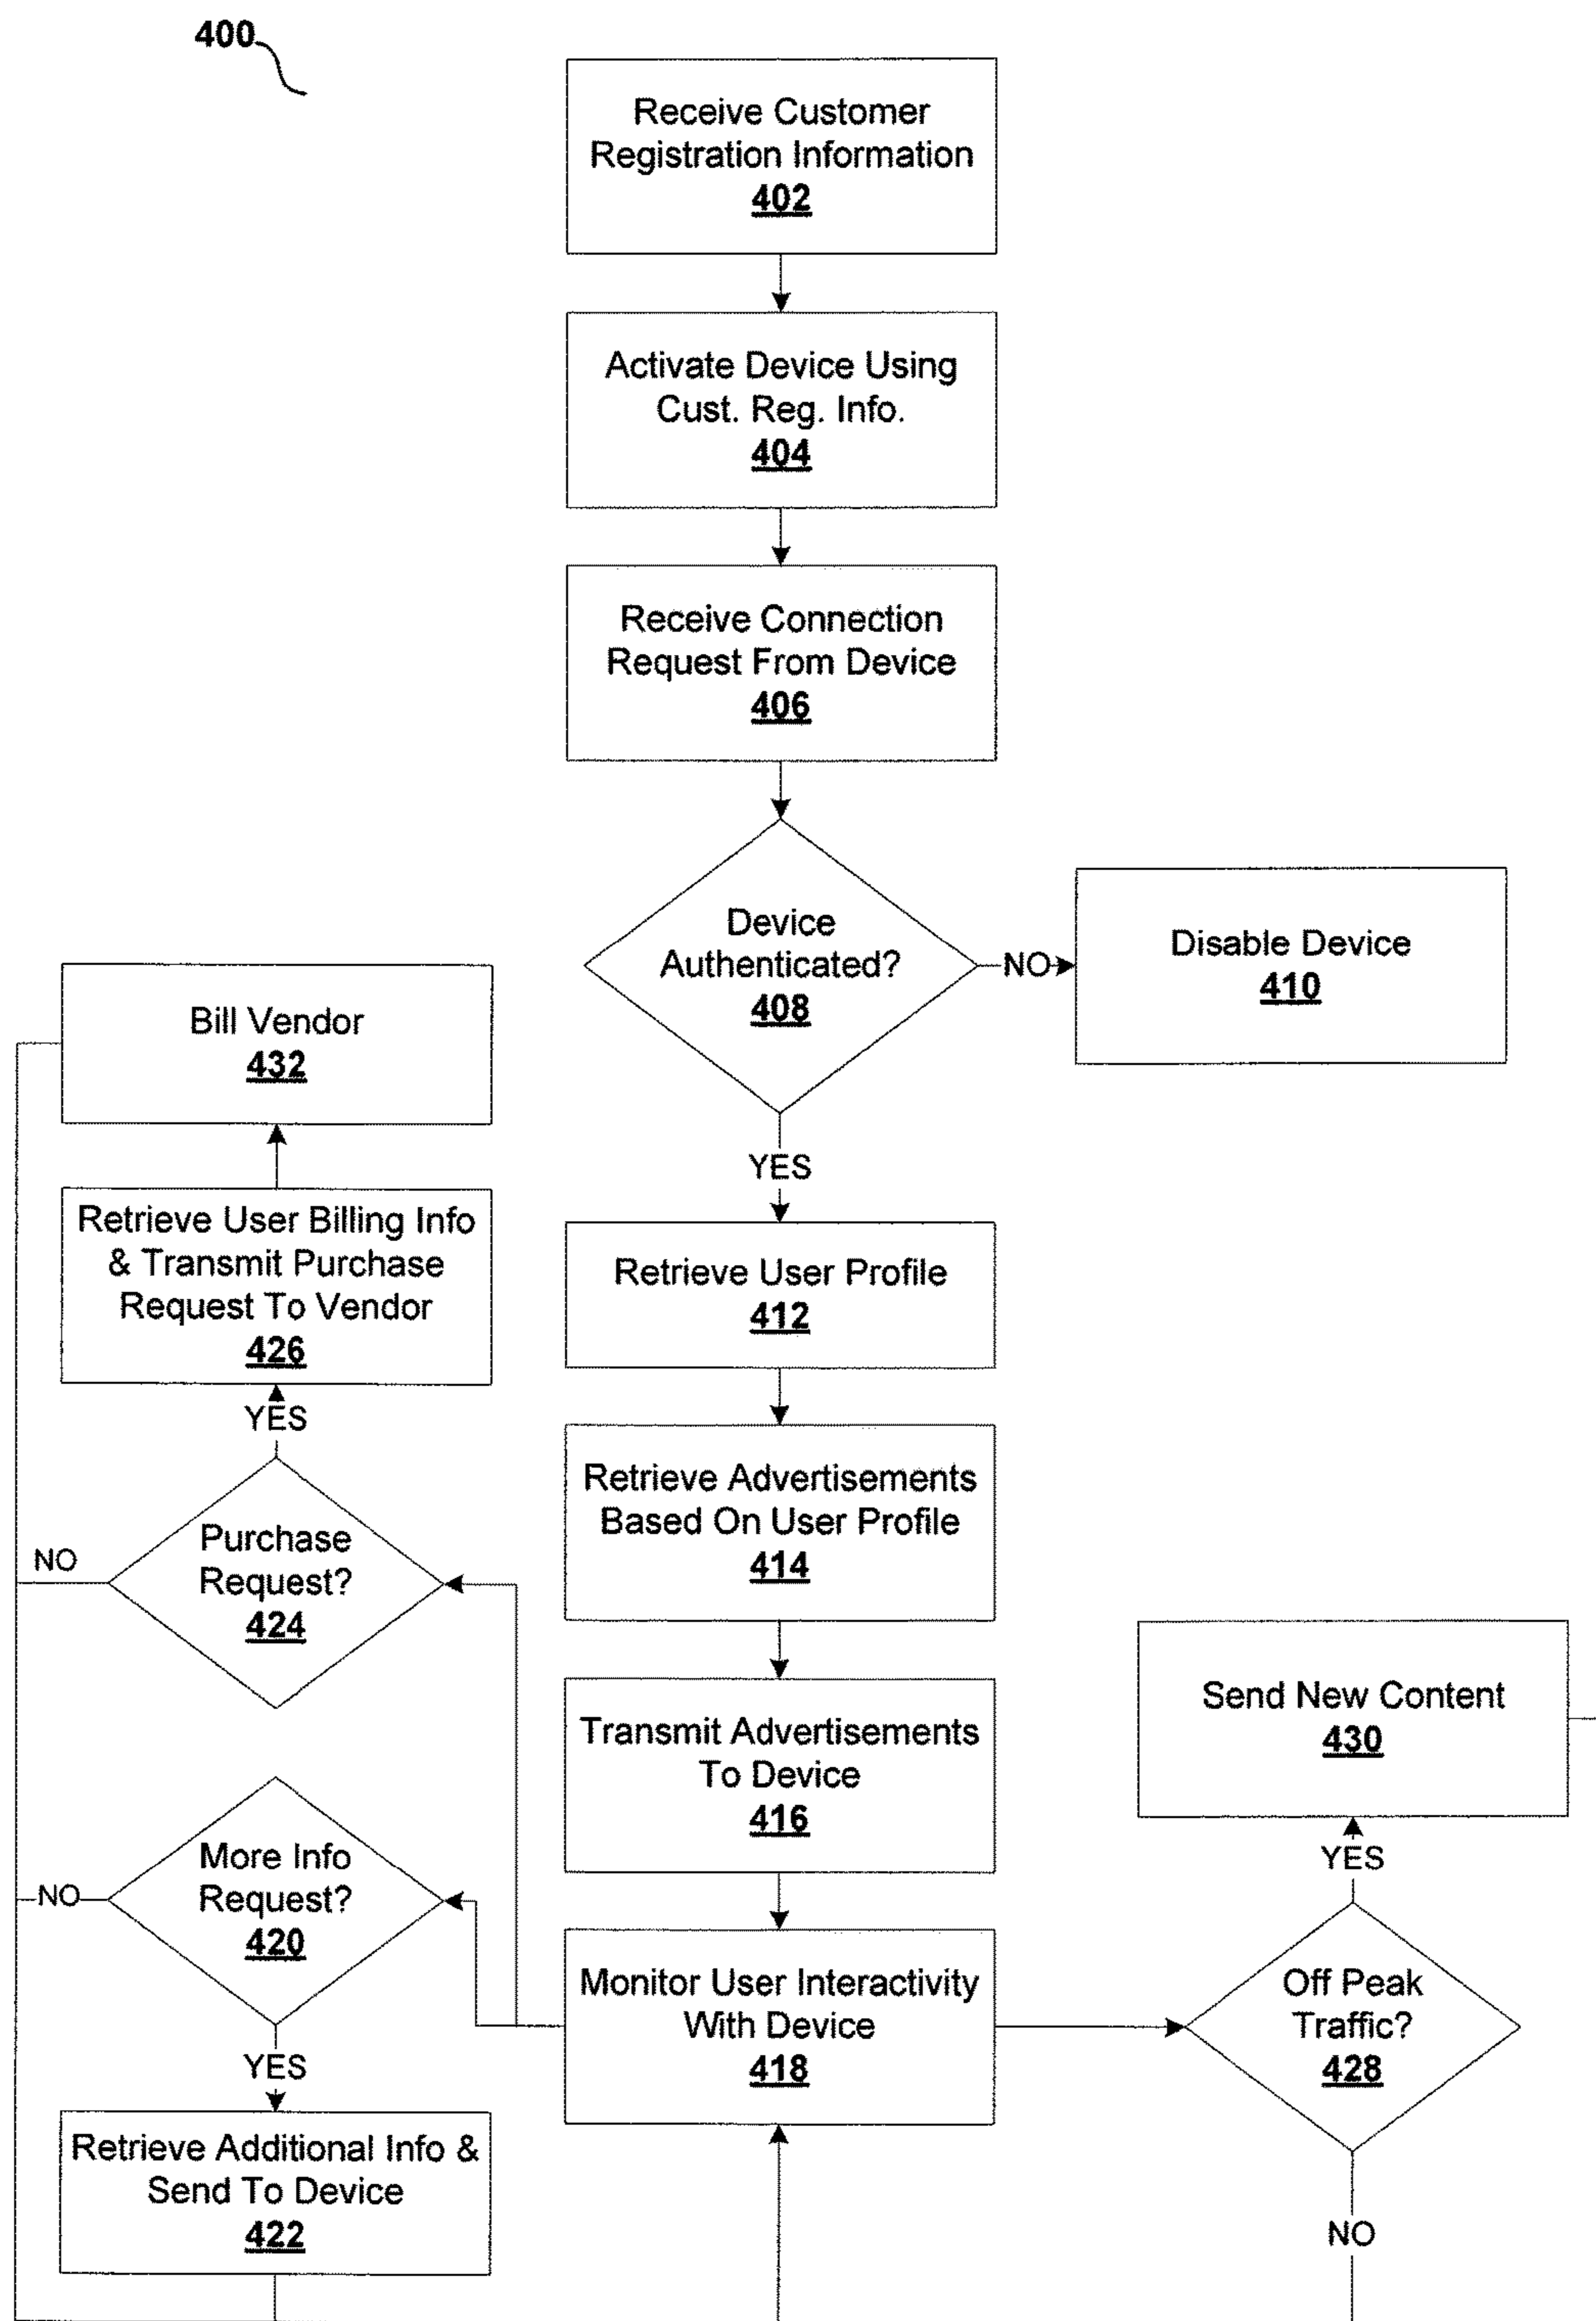 400
Receive Customer
Registration Information
402
Activate Device Using
Cust. Reg. Info.
404
Receive Connection
Request From Device
406
Device
Authenticated?
408
NO
Disable Device
410
YES
Bill Vendor
432
Retrieve User Billing Info
& Transmit Purchase
Request To Vendor
426
YES
Purchase
Request?
424
NO
Retrieve User Profile
412
Retrieve Advertisements
Based On User Profile
414
Transmit Advertisements
To Device
416
Send New Content
430
YES
More Info
Request?
420
NO
YES
Monitor User Interactivity
With Device
418
Off Peak
Traffic?
428
NO
Retrieve Additional Info &
Send To Device
422